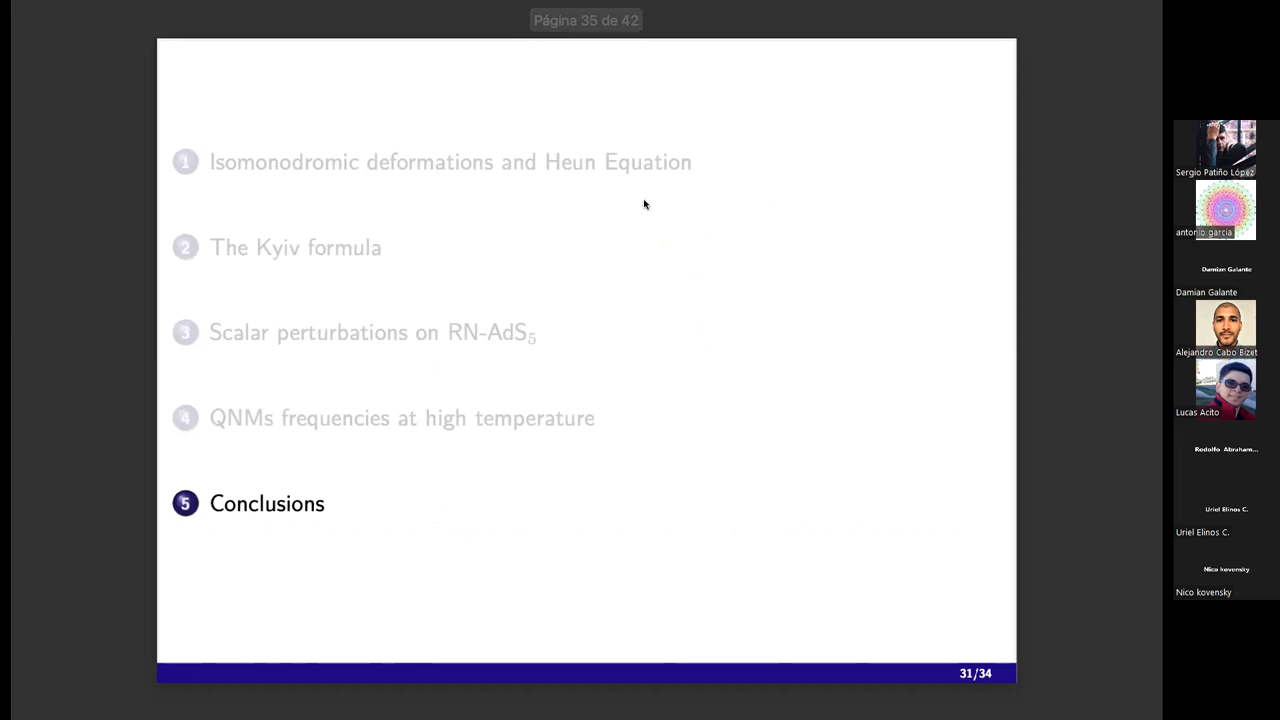 Página 35 de 42
1 Isomonodromic deformations and Heun Equation
2 The Kyiv formula
3 Scalar perturbations on RN-AdS₅
4 QNMs frequencies at high temperature
5 Conclusions
31/34
Sergio Patiño López
antonio garcia
Damian Galante
Damian Galante
Alejandro Cabo Bizet
Lucas Acito
Rodolfo Abraham...
Uriel Elinos C.
Uriel Elinos C.
Nico kovensky
Nico kovensky